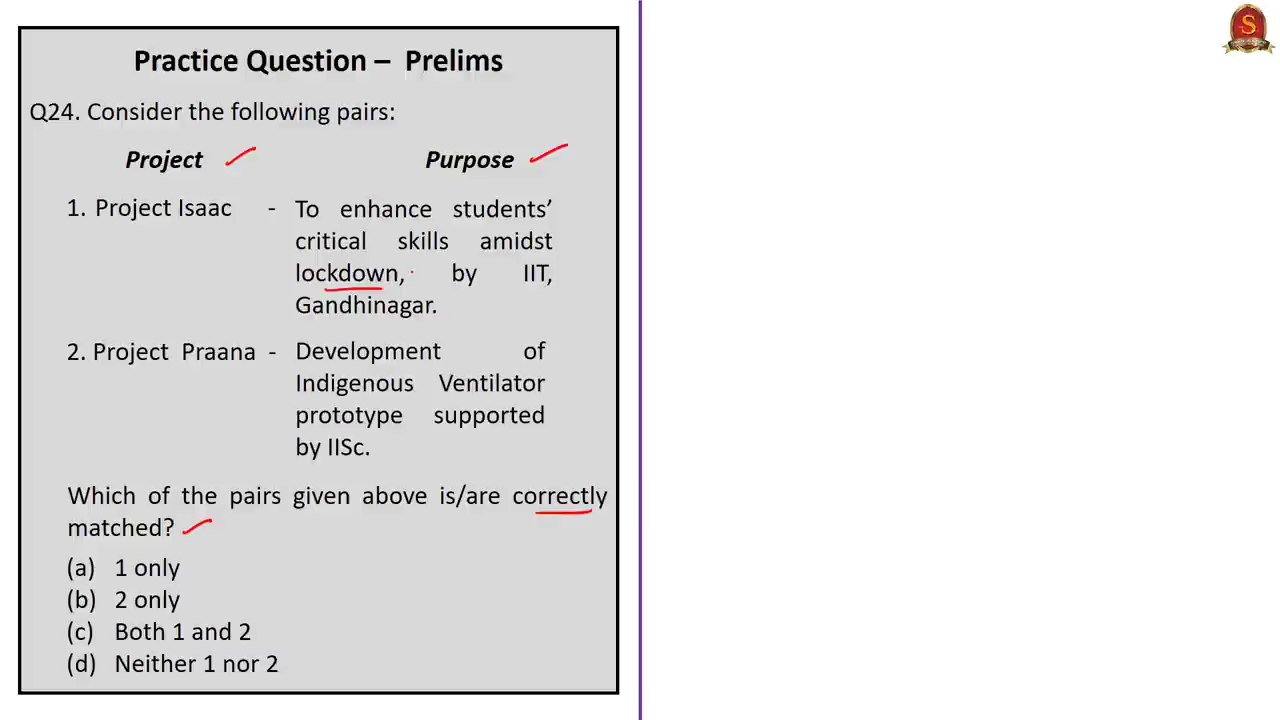 Practice Question – Prelims
Q24. Consider the following pairs:
Project Purpose
1. Project Isaac - To enhance students’
critical skills amidst
lockdown, by IIT,
Gandhinagar.
2. Project Praana - Development of
Indigenous Ventilator
prototype supported
by IISc.
Which of the pairs given above is/are correctly
matched?
(a) 1 only
(b) 2 only
(c) Both 1 and 2
(d) Neither 1 nor 2
S